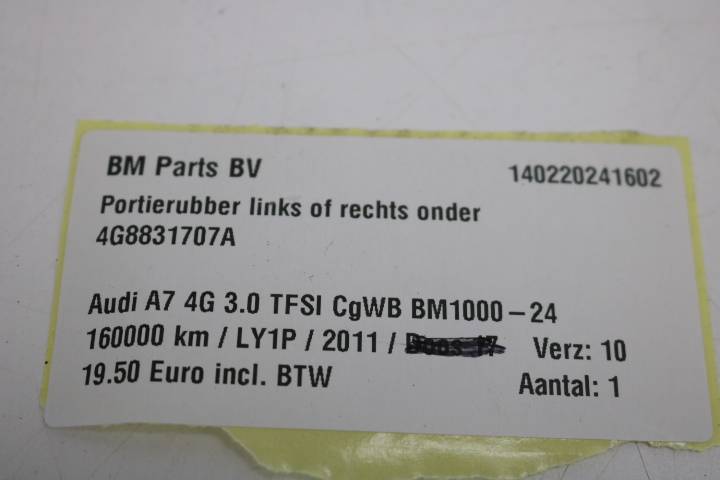 BM Parts BV 140220241602
Portierubber links of rechts onder
4G8831707A
Audi A7 4G 3.0 TFSI CgWB BM1000-24
160000 km / LY1P / 2011 / Verz: 10
19.50 Euro incl. BTW Aantal: 1